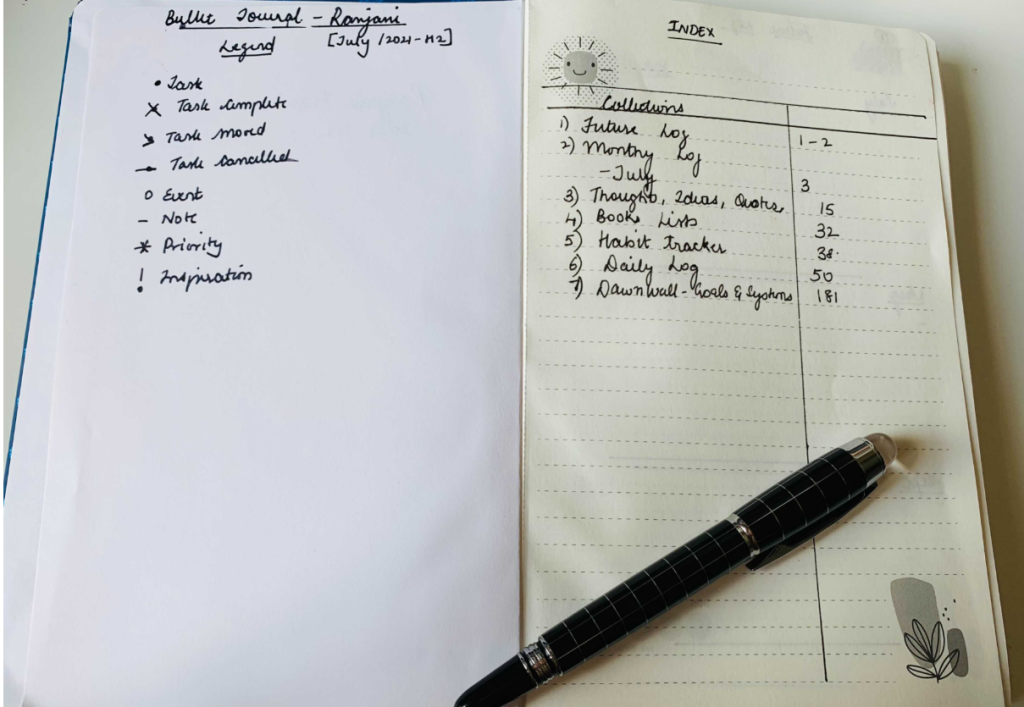 Bullet Journal - Ranjani
[July /2021 - H2]
Legend
• Task
× Task complete
> Task moved
Task cancelled
o Event
- Note
* Priority
! Inspiration
INDEX
Collections
1) Future Log 1-2
2) Monthly Log
- July 3
3) Thoughts, Ideas, Quotes 15
4) Books Lists 32
5) Habit Tracker 38
6) Daily Log 50
7) Dawn Wall - Goals & Systems 181